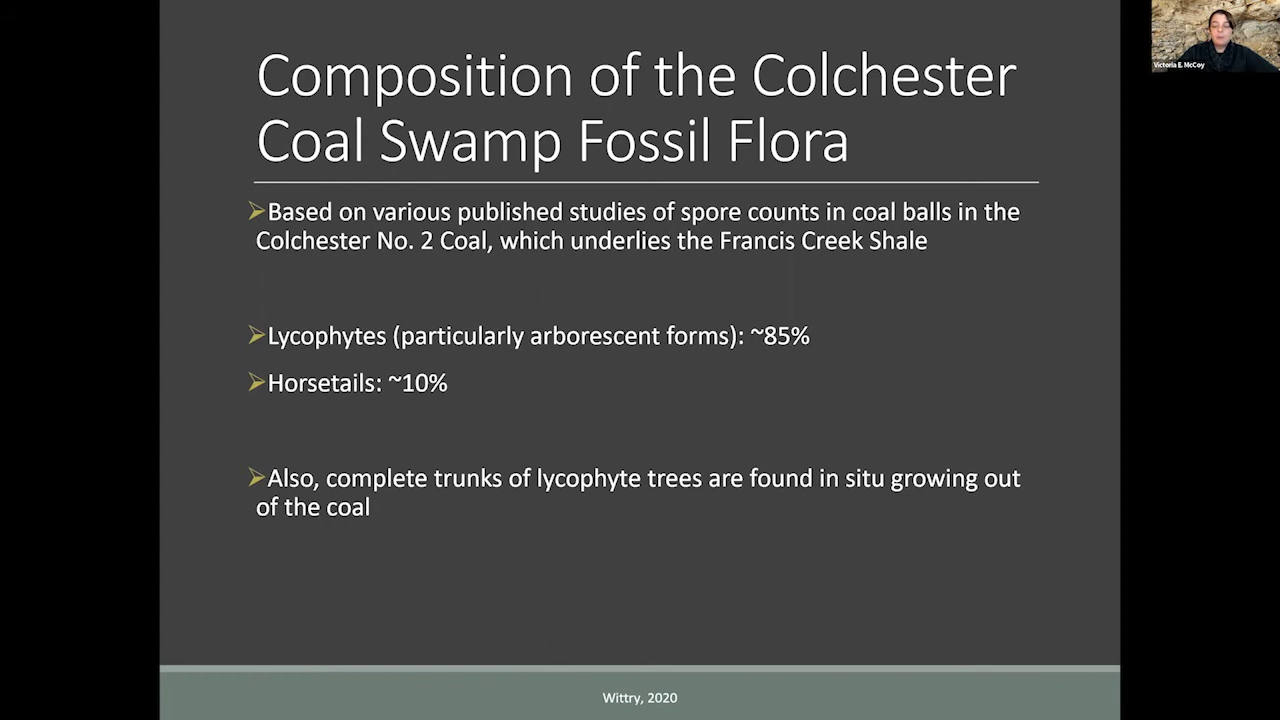 Composition of the Colchester
Coal Swamp Fossil Flora
Based on various published studies of spore counts in coal balls in the
Colchester No. 2 Coal, which underlies the Francis Creek Shale
Lycophytes (particularly arborescent forms): ~85%
Horsetails: ~10%
Also, complete trunks of lycophyte trees are found in situ growing out
of the coal
Wittry, 2020
Victoria E. McCoy